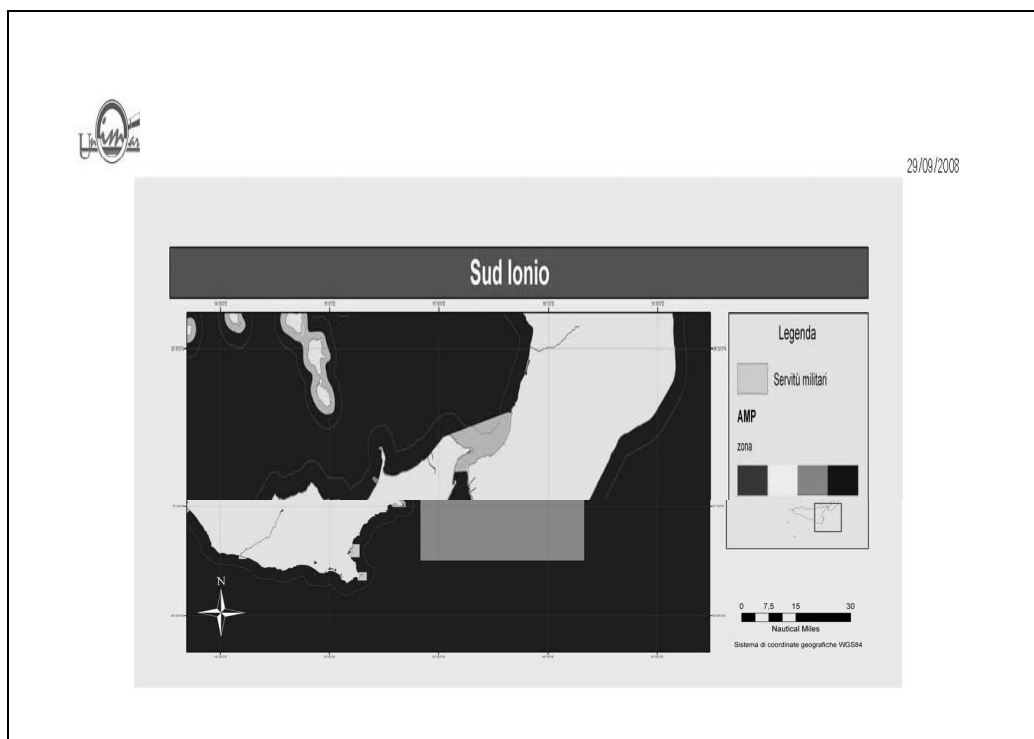 Unimar
29/09/2008
Sud Ionio
Legenda
Servitù militari
AMP
zona
N
0 7,5 15 30
Nautical Miles
Sistema di coordinate geografiche WGS84